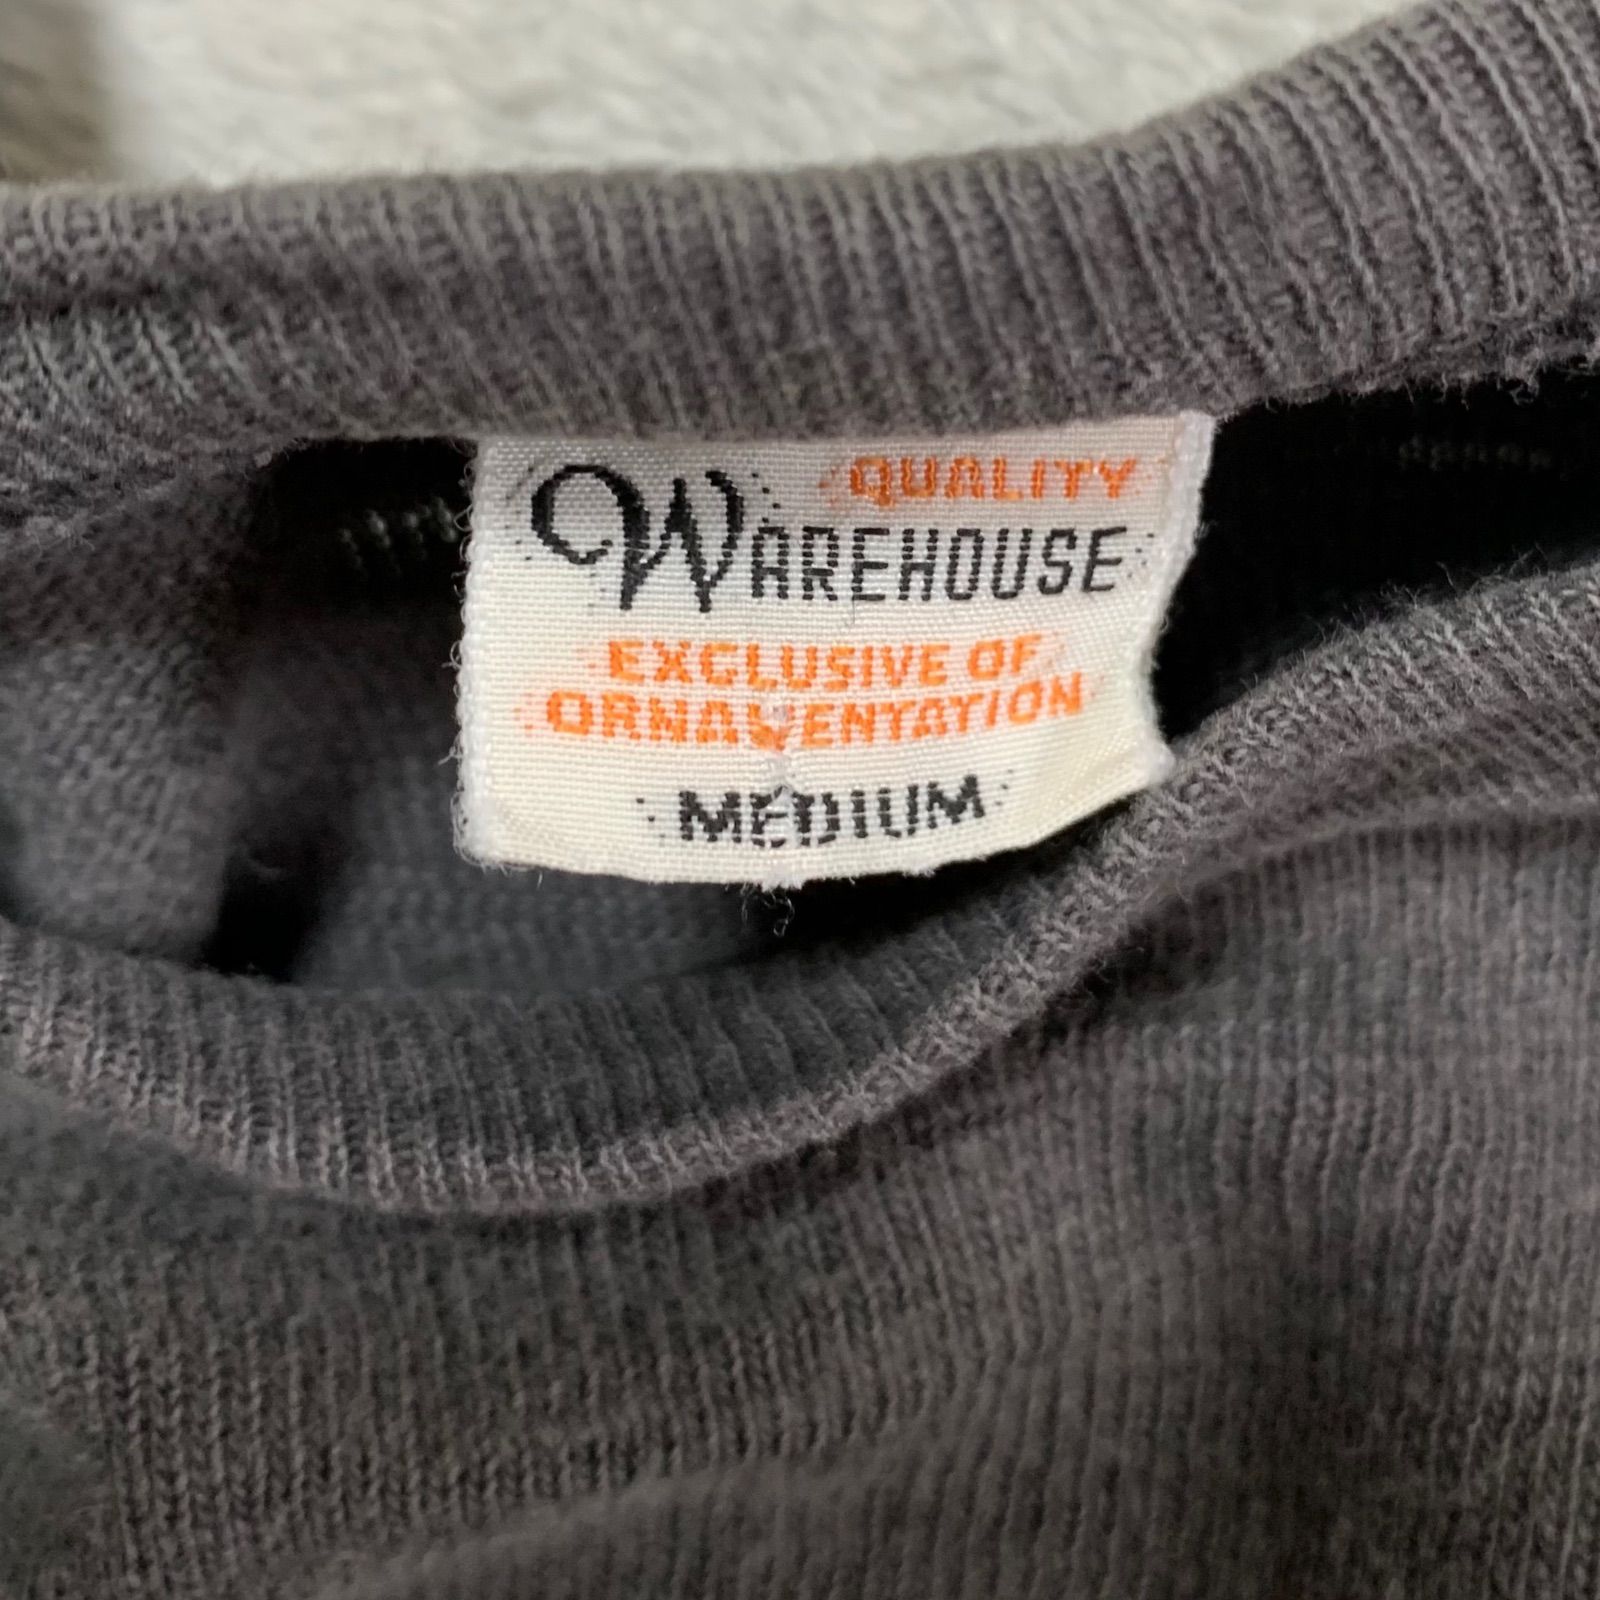 QUALITY
WAREHOUSE
EXCLUSIVE OF
ORNAMENTATION
MEDIUM